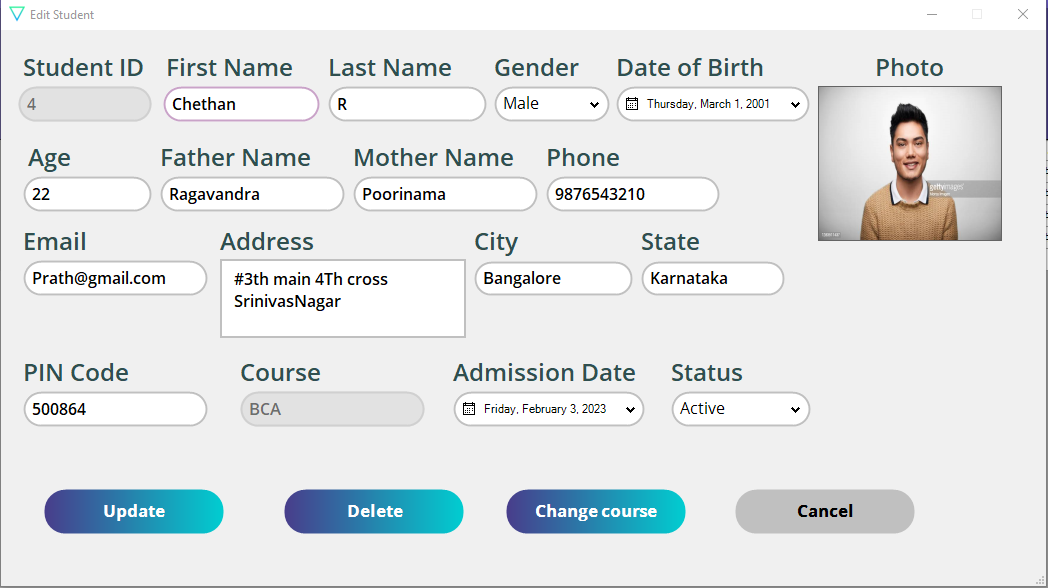 Edit Student
Student ID First Name Last Name Gender Date of Birth Photo
4 Chethan R Male Thursday, March 1, 2001
Age Father Name Mother Name Phone
22 Ragavandra Poorinama 9876543210
gettyimages
Email Address City State
Prath@gmail.com #3th main 4Th cross Bangalore Karnataka
SrinivasNagar
PIN Code Course Admission Date Status
500864 BCA Friday, February 3, 2023 Active
Update Delete Change course Cancel